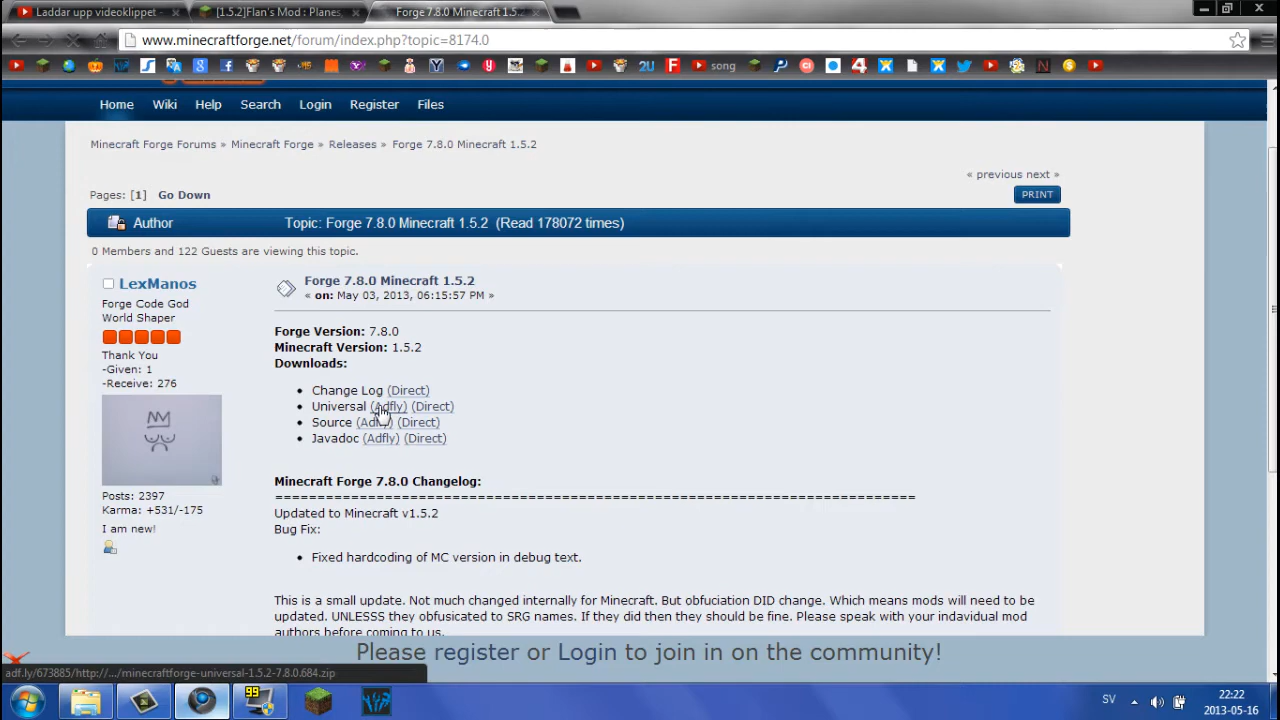 Laddar upp videoklippet -
[1.5.2]Flan's Mod : Planes,
Forge 7.8.0 Minecraft 1.5.2
www.minecraftforge.net/forum/index.php?topic=8174.0
song
Home Wiki Help Search Login Register Files
Minecraft Forge Forums » Minecraft Forge » Releases » Forge 7.8.0 Minecraft 1.5.2
« previous next »
Pages: [1] Go Down
PRINT
Author Topic: Forge 7.8.0 Minecraft 1.5.2 (Read 178072 times)
0 Members and 122 Guests are viewing this topic.
LexManos
Forge Code God
World Shaper
Thank You
-Given: 1
-Receive: 276
Posts: 2397
Karma: +531/-175
I am new!
Forge 7.8.0 Minecraft 1.5.2
« on: May 03, 2013, 06:15:57 PM »
Forge Version: 7.8.0
Minecraft Version: 1.5.2
Downloads:
• Change Log (Direct)
• Universal (Adfly) (Direct)
• Source (Adfly) (Direct)
• Javadoc (Adfly) (Direct)
Minecraft Forge 7.8.0 Changelog:
================================================================================
Updated to Minecraft v1.5.2
Bug Fix:
• Fixed hardcoding of MC version in debug text.
This is a small update. Not much changed internally for Minecraft. But obfuciation DID change. Which means mods will need to be
updated. UNLESSS they obfusicated to SRG names. If they did then they should be fine. Please speak with your indavidual mod
authors before coming to us.
Please register or Login to join in on the community!
adf.ly/673885/http://.../minecraftforge-universal-1.5.2-7.8.0.684.zip
99
SV
22:22
2013-05-16